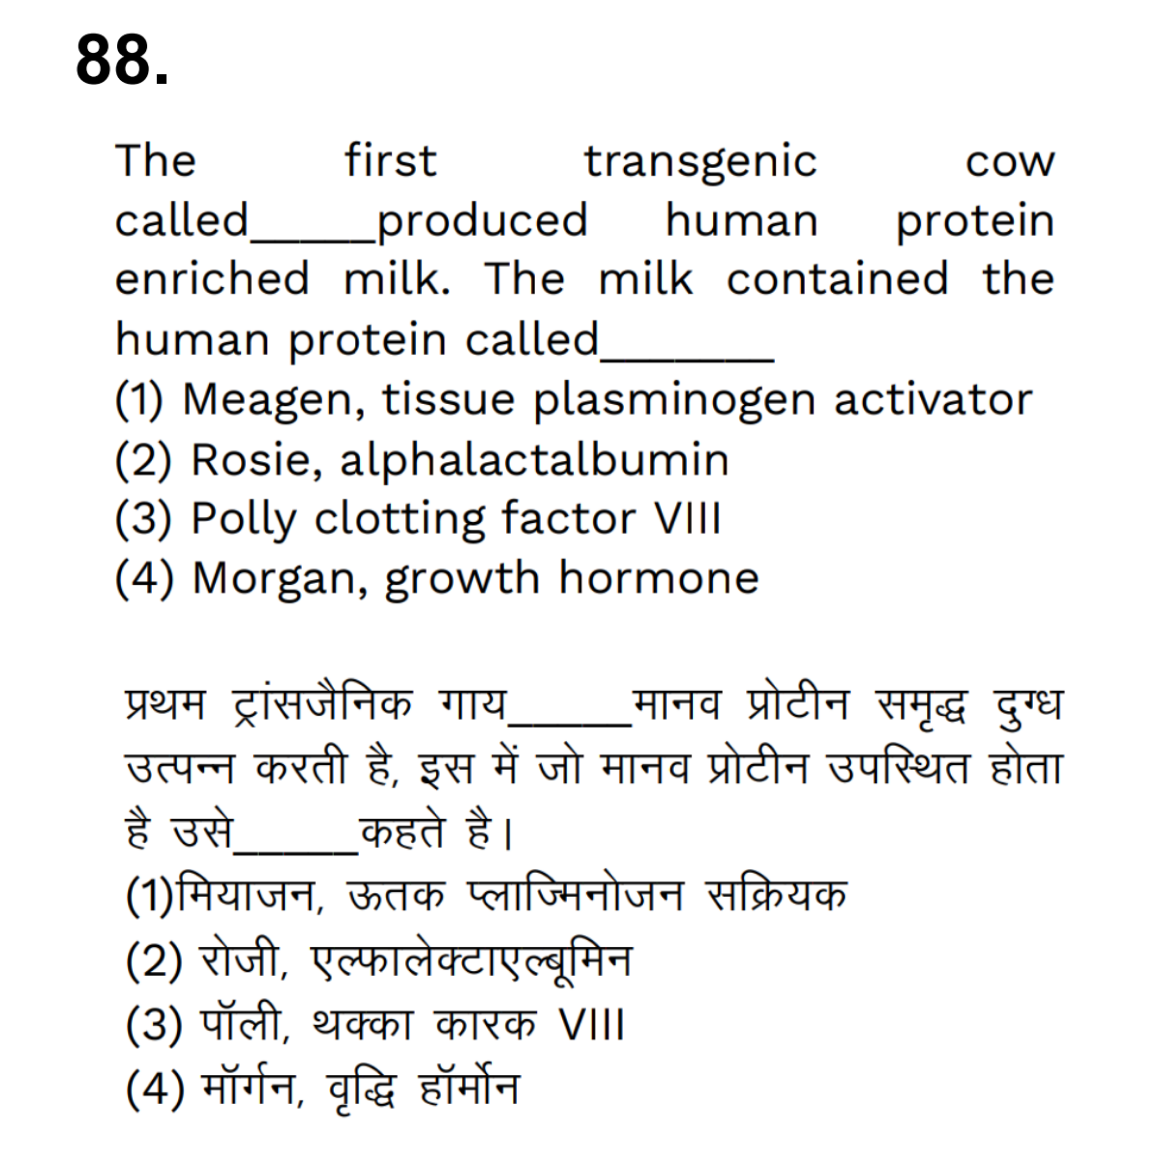 88.
The first transgenic cow
called_____produced human protein
enriched milk. The milk contained the
human protein called_______
(1) Meagen, tissue plasminogen activator
(2) Rosie, alphalactalbumin
(3) Polly clotting factor VIII
(4) Morgan, growth hormone
प्रथम ट्रांसजैनिक गाय_____मानव प्रोटीन समृद्ध दुग्ध
उत्पन्न करती है, इस में जो मानव प्रोटीन उपस्थित होता
है उसे_____कहते है।
(1)मियाजन, ऊतक प्लाज्मिनोजन सक्रियक
(2) रोजी, एल्फालेक्टाएल्बूमिन
(3) पॉली, थक्का कारक VIII
(4) मॉर्गन, वृद्धि हॉर्मोन